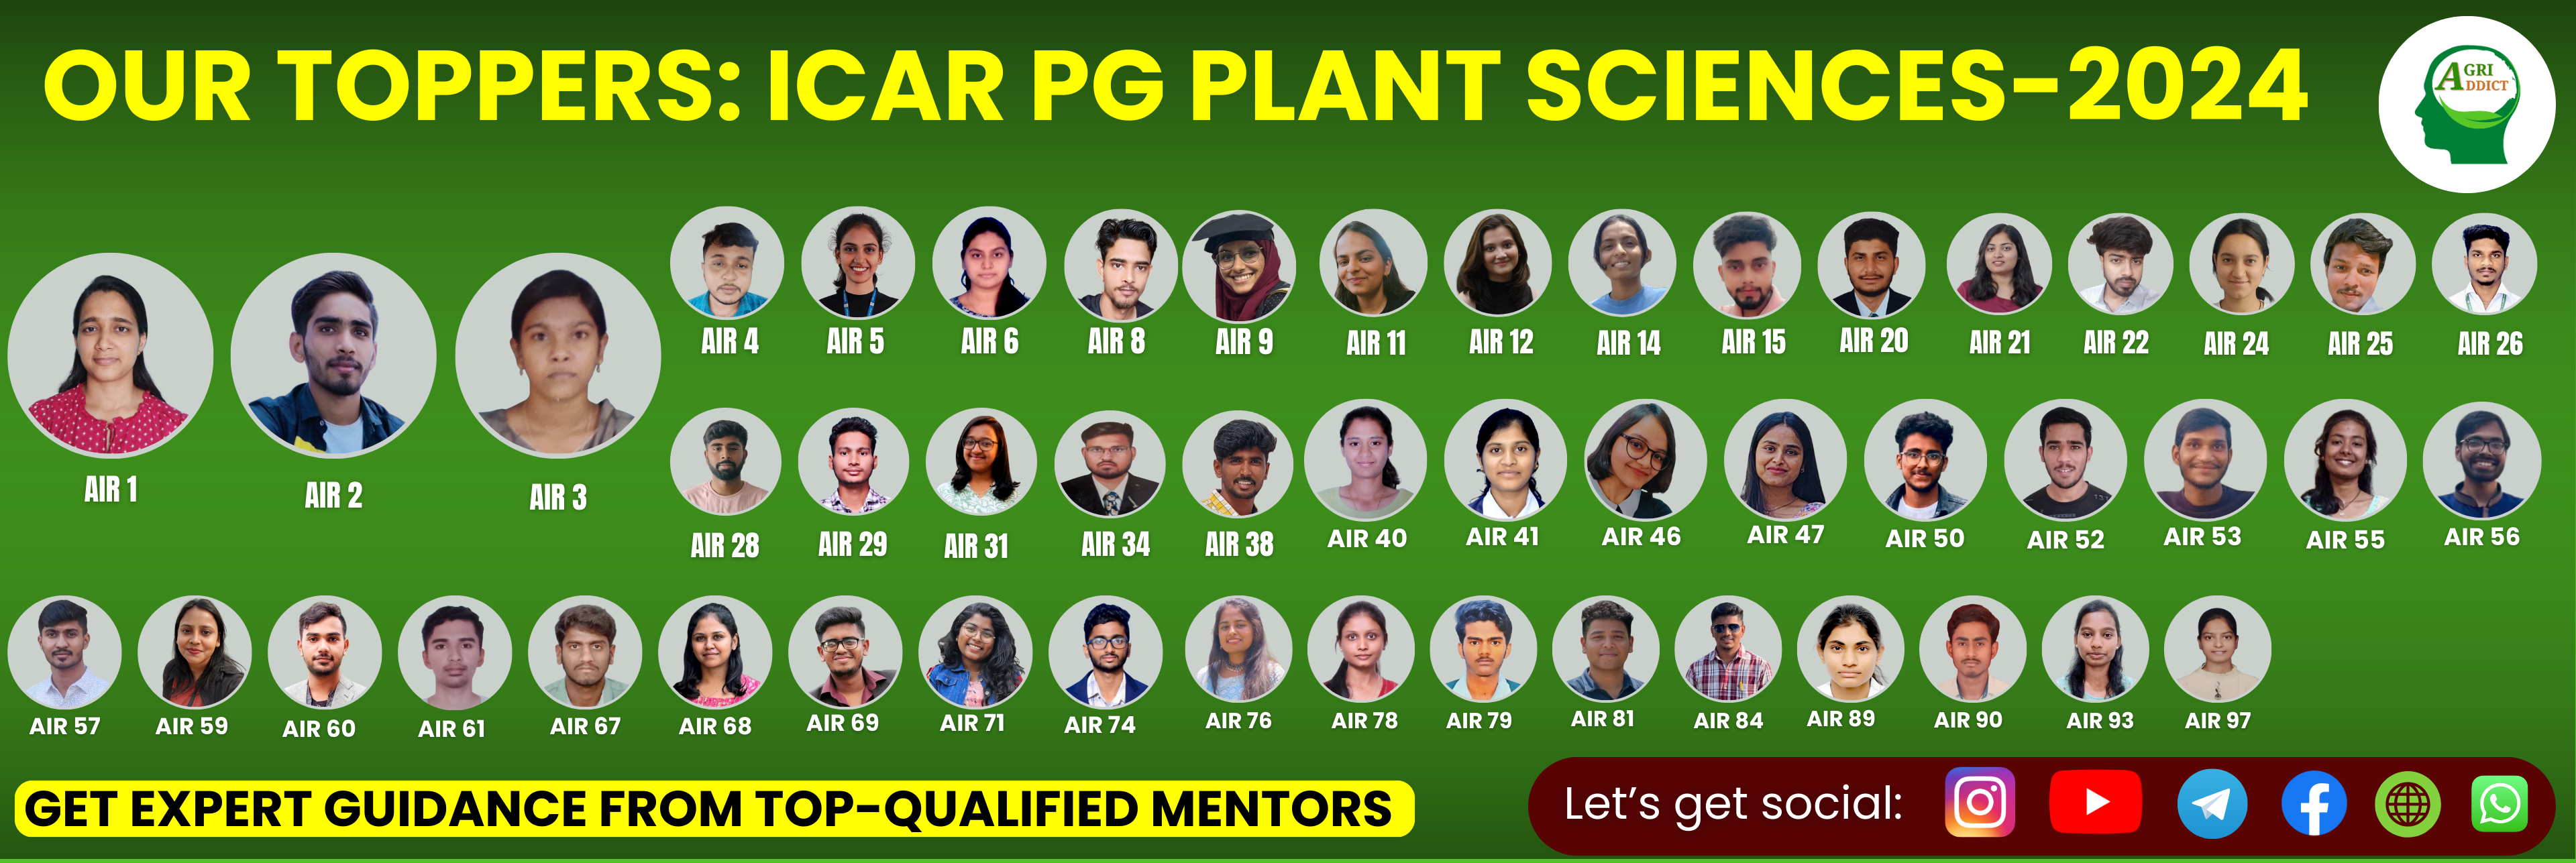 OUR TOPPERS: ICAR PG PLANT SCIENCES-2024
AGRI
ADDICT
AIR 1
AIR 2
AIR 3
AIR 4
AIR 5
AIR 6
AIR 8
AIR 9
AIR 11
AIR 12
AIR 14
AIR 15
AIR 20
AIR 21
AIR 22
AIR 24
AIR 25
AIR 26
AIR 28
AIR 29
AIR 31
AIR 34
AIR 38
AIR 40
AIR 41
AIR 46
AIR 47
AIR 50
AIR 52
AIR 53
AIR 55
AIR 56
AIR 57
AIR 59
AIR 60
AIR 61
AIR 67
AIR 68
AIR 69
AIR 71
AIR 74
AIR 76
AIR 78
AIR 79
AIR 81
AIR 84
AIR 89
AIR 90
AIR 93
AIR 97
GET EXPERT GUIDANCE FROM TOP-QUALIFIED MENTORS
Let’s get social: